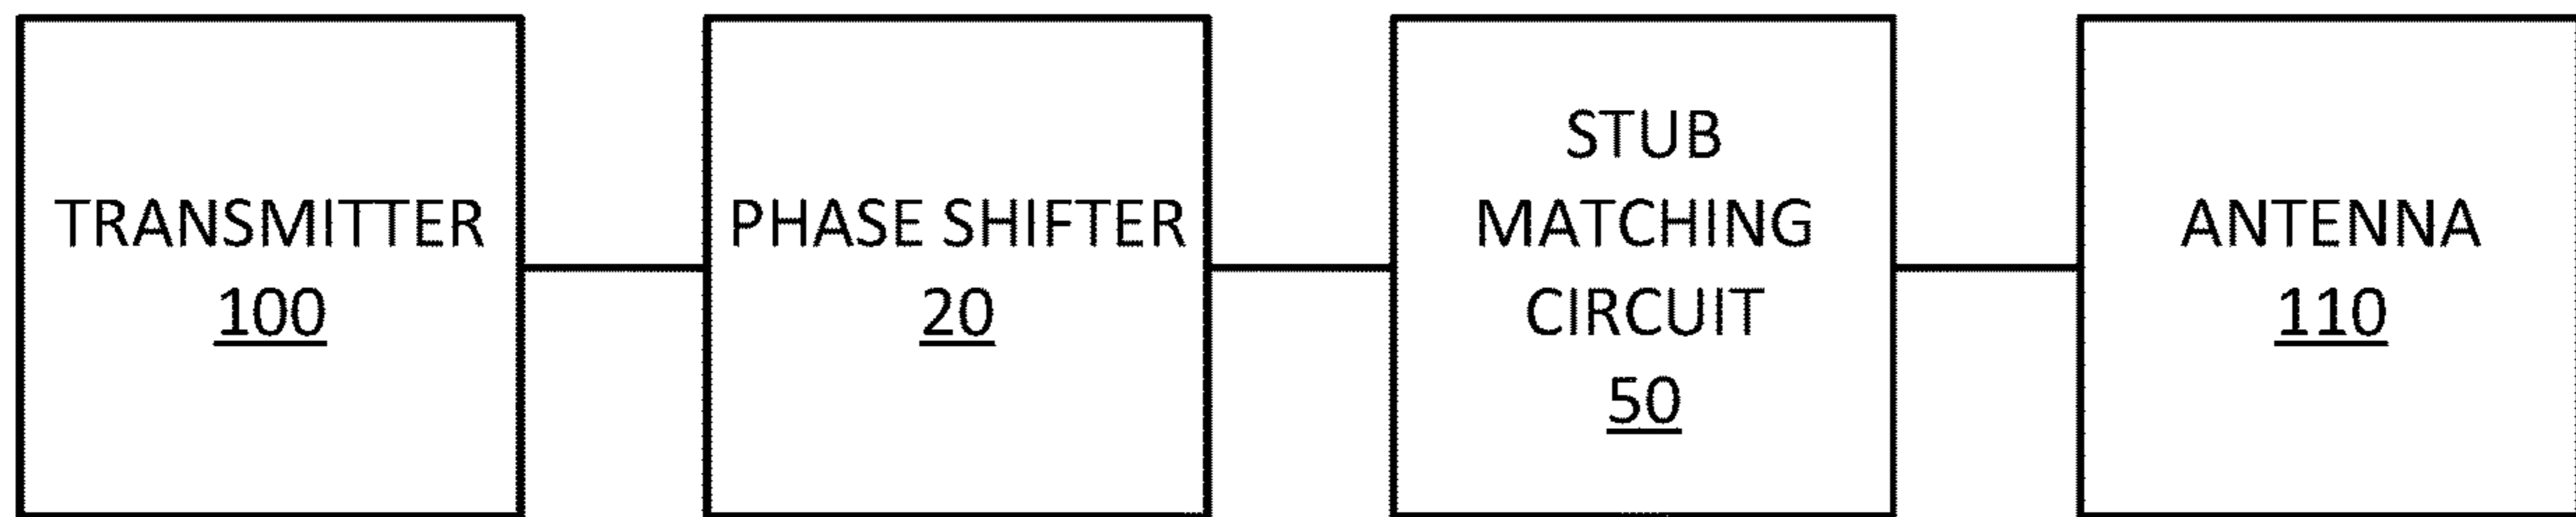 TRANSMITTER
100
PHASE SHIFTER
20
STUB
MATCHING
CIRCUIT
50
ANTENNA
110